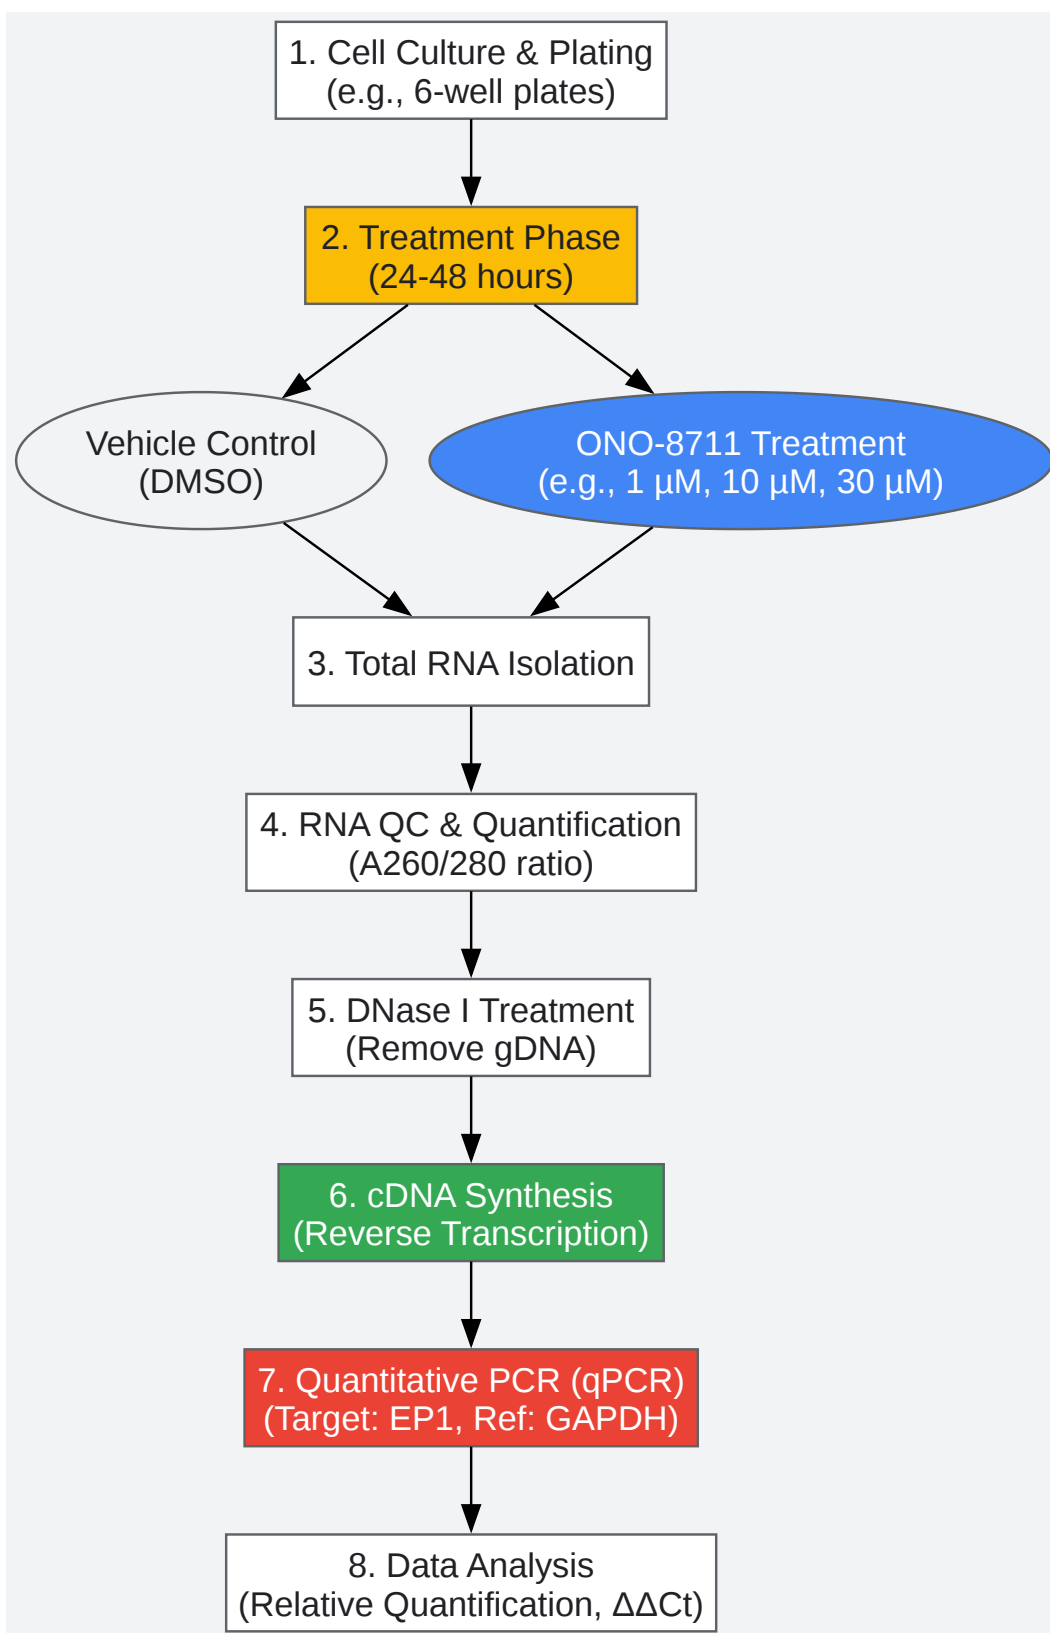 1. Cell Culture & Plating
(e.g., 6-well plates)
2. Treatment Phase
(24-48 hours)
Vehicle Control
(DMSO)
ONO-8711 Treatment
(e.g., 1 µM, 10 µM, 30 µM)
3. Total RNA Isolation
4. RNA QC & Quantification
(A260/280 ratio)
5. DNase I Treatment
(Remove gDNA)
6. cDNA Synthesis
(Reverse Transcription)
7. Quantitative PCR (qPCR)
(Target: EP1, Ref: GAPDH)
8. Data Analysis
(Relative Quantification, ΔΔCt)